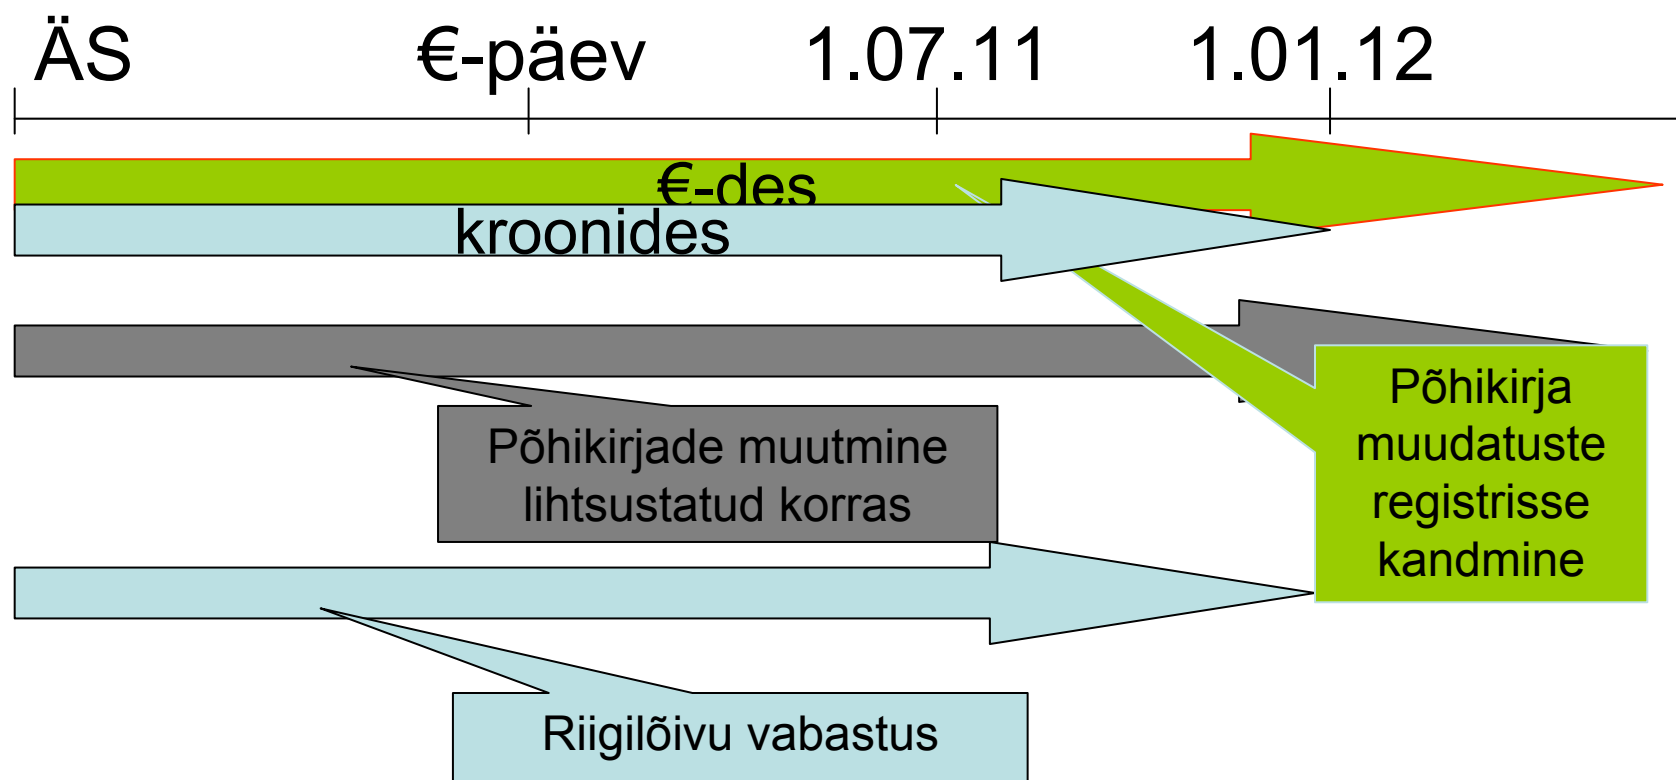 ÄS €-päev 1.07.11 1.01.12
€-des
kroonides
Põhikirjade muutmine
lihtsustatud korras
Põhikirja
muudatuste
registrisse
kandmine
Riigilõivu vabastus